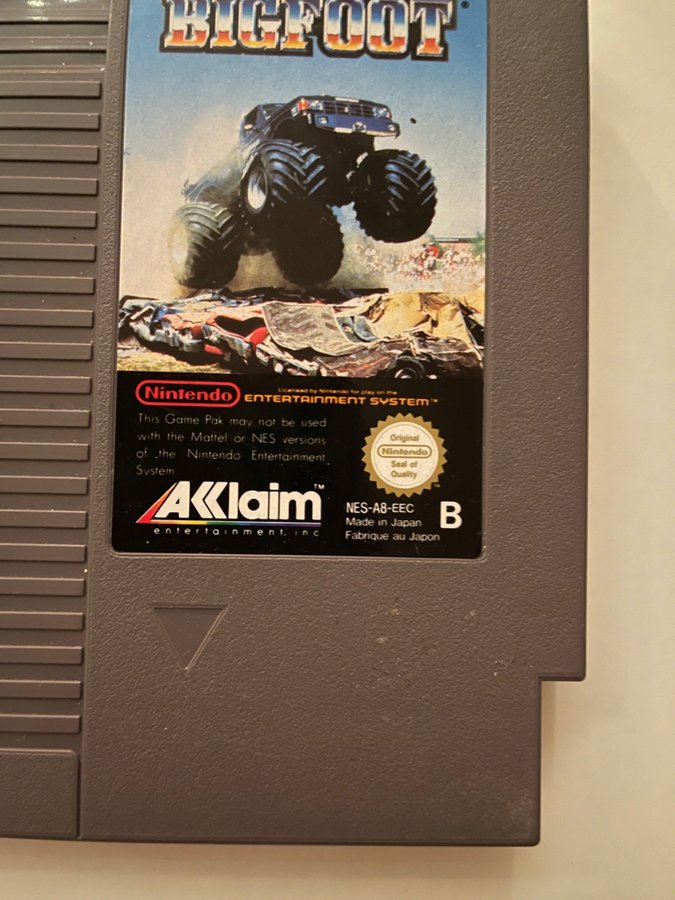 BIGFOOT®
Nintendo
Licensed by Nintendo for play on the
ENTERTAINMENT SYSTEM™
This Game Pak may not be used
with the Mattel or NES versions
of the Nintendo Entertainment
System.
Original
Nintendo
Seal of
Quality
™
AKKlaim™
entertainment, inc
NES-A8-EEC
Made in Japan
Fabrique au Japon
B